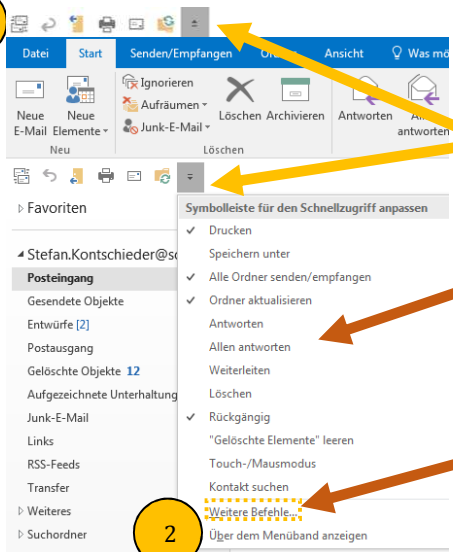 Datei Start Senden/Empfangen Ansicht Was mö
Ignorieren
Aufräumen
Junk-E-Mail
Neue E-Mail
Neue Elemente
Löschen Archivieren Antworten
antworten
Neu Löschen
Favoriten
Stefan.Kontschieder@s
Posteingang
Gesendete Objekte
Entwürfe [2]
Postausgang
Gelöschte Objekte 12
Aufgezeichnete Unterhaltung
Junk-E-Mail
Links
RSS-Feeds
Transfer
Weiteres
Suchordner
Symbolleiste für den Schnellzugriff anpassen
✓ Drucken
Speichern unter
✓ Alle Ordner senden/empfangen
✓ Ordner aktualisieren
Antworten
Allen antworten
Weiterleiten
Löschen
✓ Rückgängig
"Gelöschte Elemente" leeren
Touch-/Mausmodus
Kontakt suchen
Weitere Befehle...
Über dem Menüband anzeigen
2